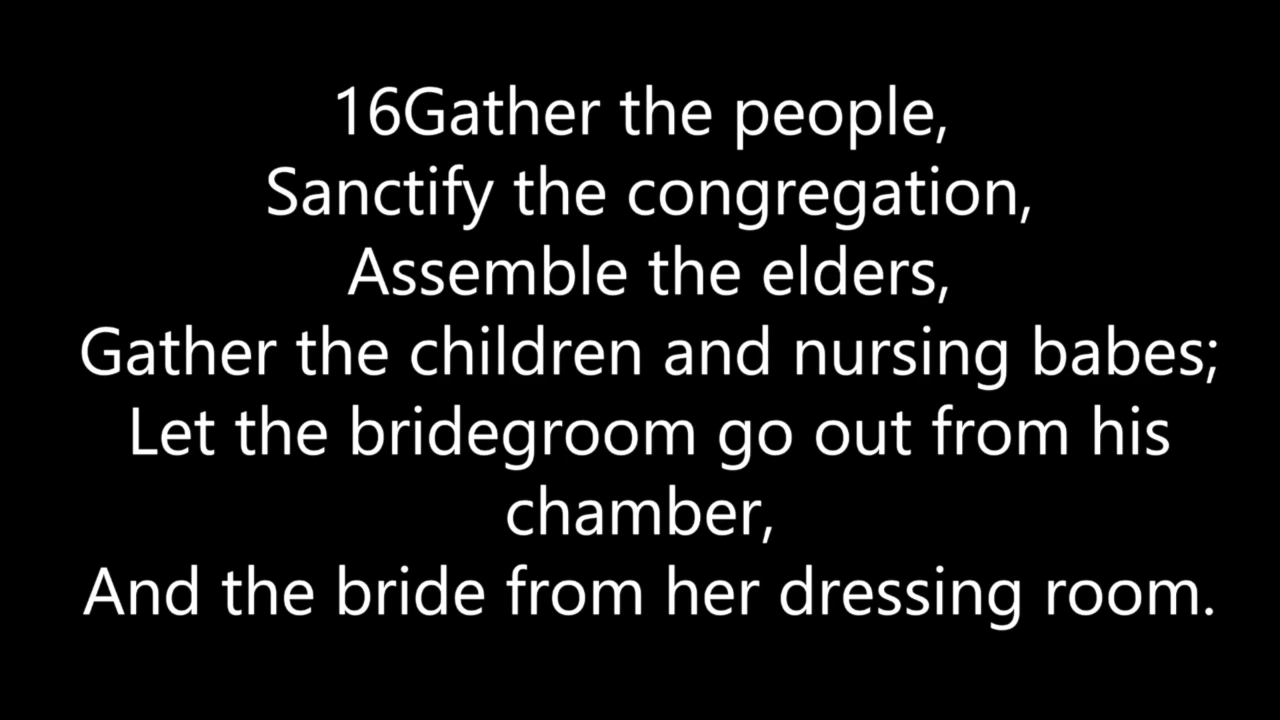 16Gather the people,
Sanctify the congregation,
Assemble the elders,
Gather the children and nursing babes;
Let the bridegroom go out from his
chamber,
And the bride from her dressing room.